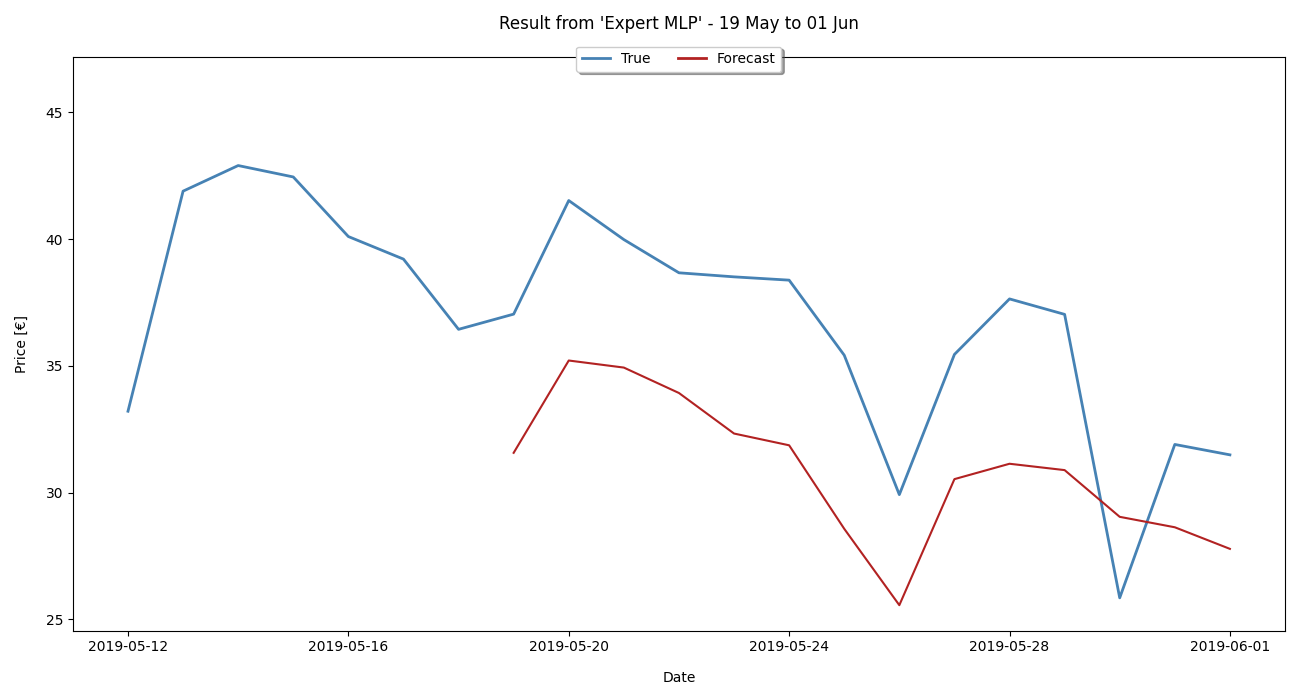 Result from 'Expert MLP' - 19 May to 01 Jun
True Forecast
45
40
35
30
25
Price [€]
2019-05-12 2019-05-16 2019-05-20 2019-05-24 2019-05-28 2019-06-01
Date